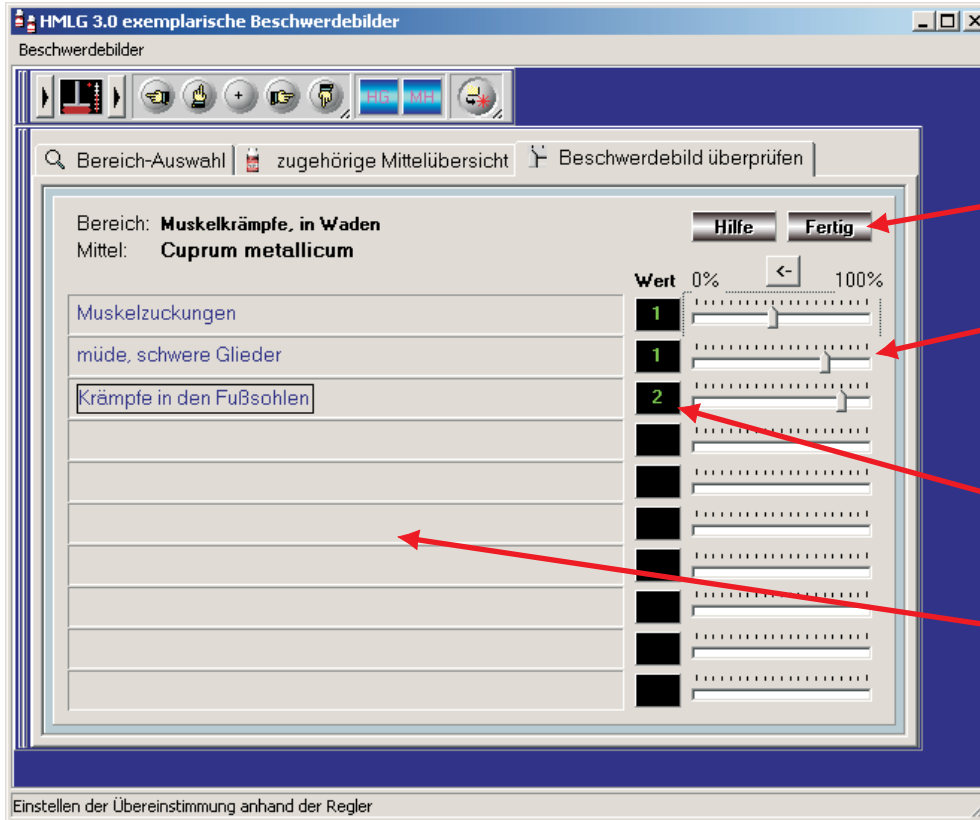 HMLG 3.0 exemplarische Beschwerdebilder
Beschwerdebilder
HG MH
Bereich-Auswahl zugehörige Mittelübersicht Beschwerdebild überprüfen
Bereich: Muskelkrämpfe, in Waden
Hilfe Fertig
Mittel: Cuprum metallicum
Wert 0% <- 100%
Muskelzuckungen 1
müde, schwere Glieder 1
Krämpfe in den Fußsohlen 2
Einstellen der Übereinstimmung anhand der Regler